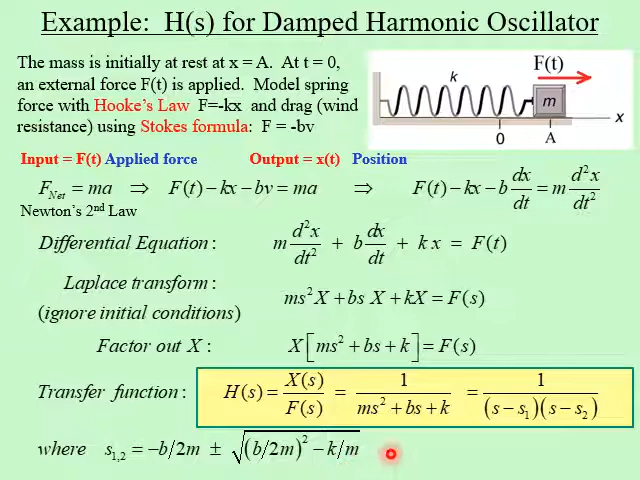 Example: H(s) for Damped Harmonic Oscillator
The mass is initially at rest at x = A. At t = 0,
an external force F(t) is applied. Model spring
force with Hooke's Law F=-kx and drag (wind
resistance) using Stokes formula: F = -bv
F(t)
k
m
x
0 A
Input = F(t) Applied force Output = x(t) Position
F_Net = ma ⇒ F(t) − kx − bv = ma ⇒ F(t) − kx − b dx/dt = m d²x/dt²
Newton's 2nd Law
Differential Equation : m d²x/dt² + b dx/dt + k x = F(t)
Laplace transform :
(ignore initial conditions) ms²X + bs X + kX = F(s)
Factor out X : X[ms² + bs + k] = F(s)
Transfer function : H(s) = X(s)/F(s) = 1/(ms² + bs + k) = 1/((s − s₁)(s − s₂))
where s₁,₂ = −b/2m ± √((b/2m)² − k/m)